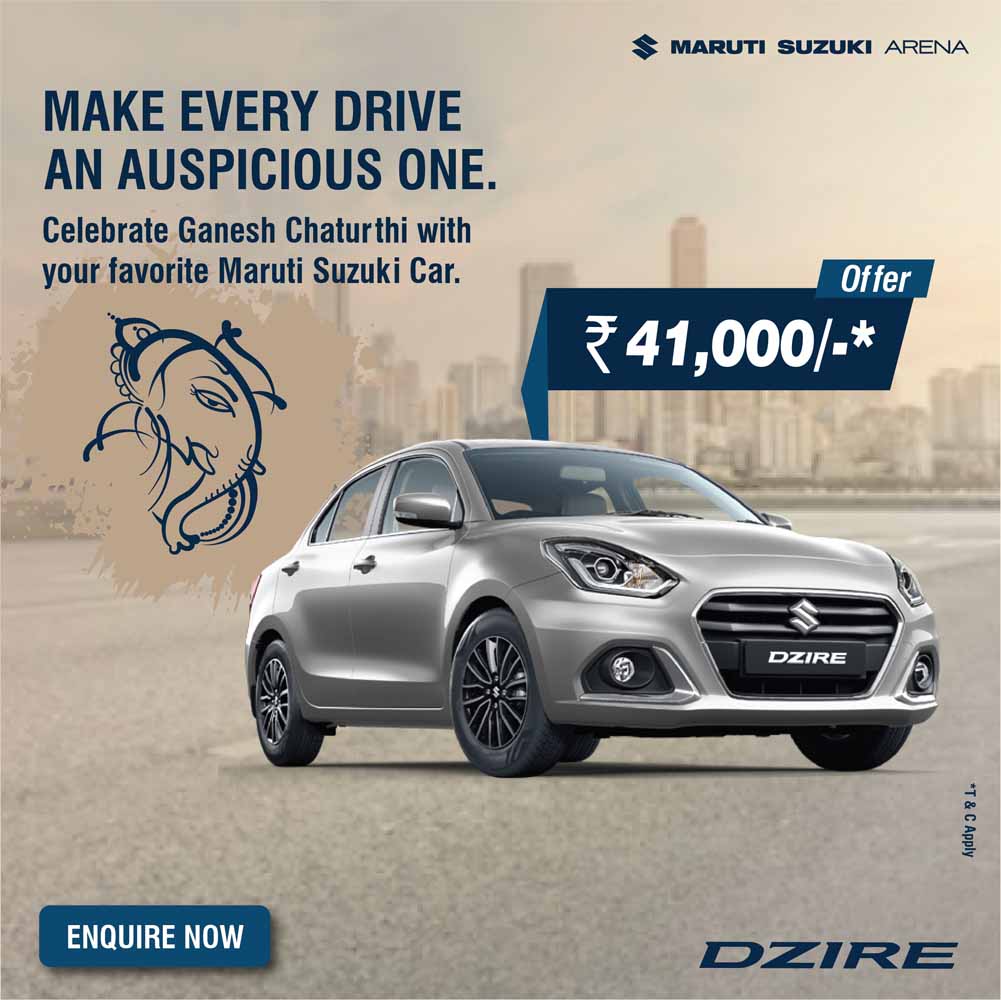 MARUTI SUZUKI ARENA
MAKE EVERY DRIVE
AN AUSPICIOUS ONE.
Celebrate Ganesh Chaturthi with
your favorite Maruti Suzuki Car.
Offer
₹ 41,000/-*
DZIRE
*T & C Apply
ENQUIRE NOW
DZIRE